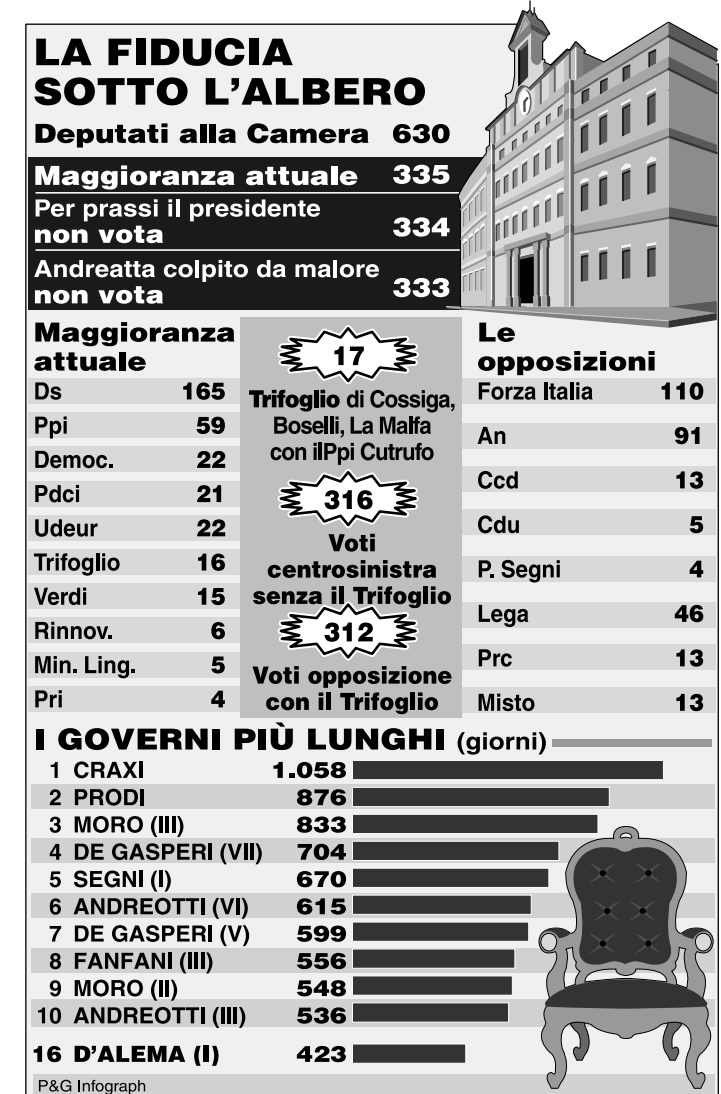 LA FIDUCIA
SOTTO L'ALBERO
Deputati alla Camera 630
Maggioranza attuale 335
Per prassi il presidente
non vota 334
Andreatta colpito da malore
non vota 333
Maggioranza
attuale
Ds 165
Ppi 59
Democ. 22
Pdci 21
Udeur 22
Trifoglio 16
Verdi 15
Rinnov. 6
Min. Ling. 5
Pri 4
17
Trifoglio di Cossiga,
Boselli, La Malfa
con ilPpi Cutrufo
316
Voti
centrosinistra
senza il Trifoglio
312
Voti opposizione
con il Trifoglio
Le
opposizioni
Forza Italia 110
An 91
Ccd 13
Cdu 5
P. Segni 4
Lega 46
Prc 13
Misto 13
I GOVERNI PIÙ LUNGHI (giorni)
1 CRAXI 1.058
2 PRODI 876
3 MORO (III) 833
4 DE GASPERI (VII) 704
5 SEGNI (I) 670
6 ANDREOTTI (VI) 615
7 DE GASPERI (V) 599
8 FANFANI (III) 556
9 MORO (II) 548
10 ANDREOTTI (III) 536
16 D'ALEMA (I) 423
P&G Infograph